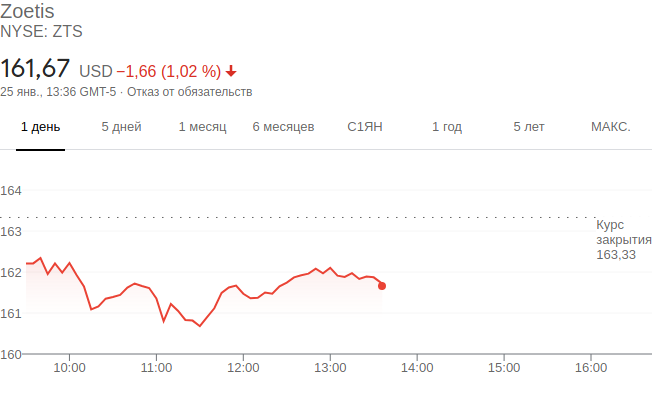 Zoetis
NYSE: ZTS
161,67 USD −1,66 (1,02 %)
25 янв., 13:36 GMT-5 · Отказ от обязательств
1 день 5 дней 1 месяц 6 месяцев С1ЯН 1 год 5 лет МАКС.
164
163
162
161
160
Курс
закрытия
163,33
10:00 11:00 12:00 13:00 14:00 15:00 16:00